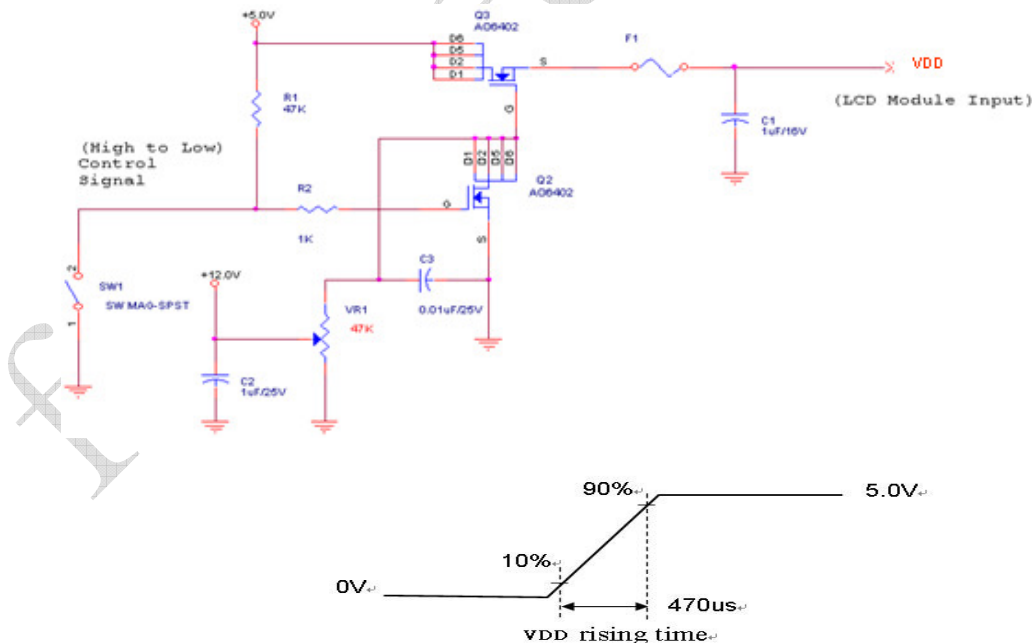 +5.0V
Q3
AO6402
D6
D5
D2
D1
S
G
F1
VDD
(LCD Module Input)
C1
1uF/16V
R1
47K
(High to Low)
Control
Signal
R2
1K
G
D1
D2
D5
D6
Q2
AO6402
S
2
SW1
SW MAG-SPST
1
+12.0V
C3
0.01uF/25V
VR1
47K
C2
1uF/25V
f
90%
5.0V
10%
0V
470us
VDD rising time